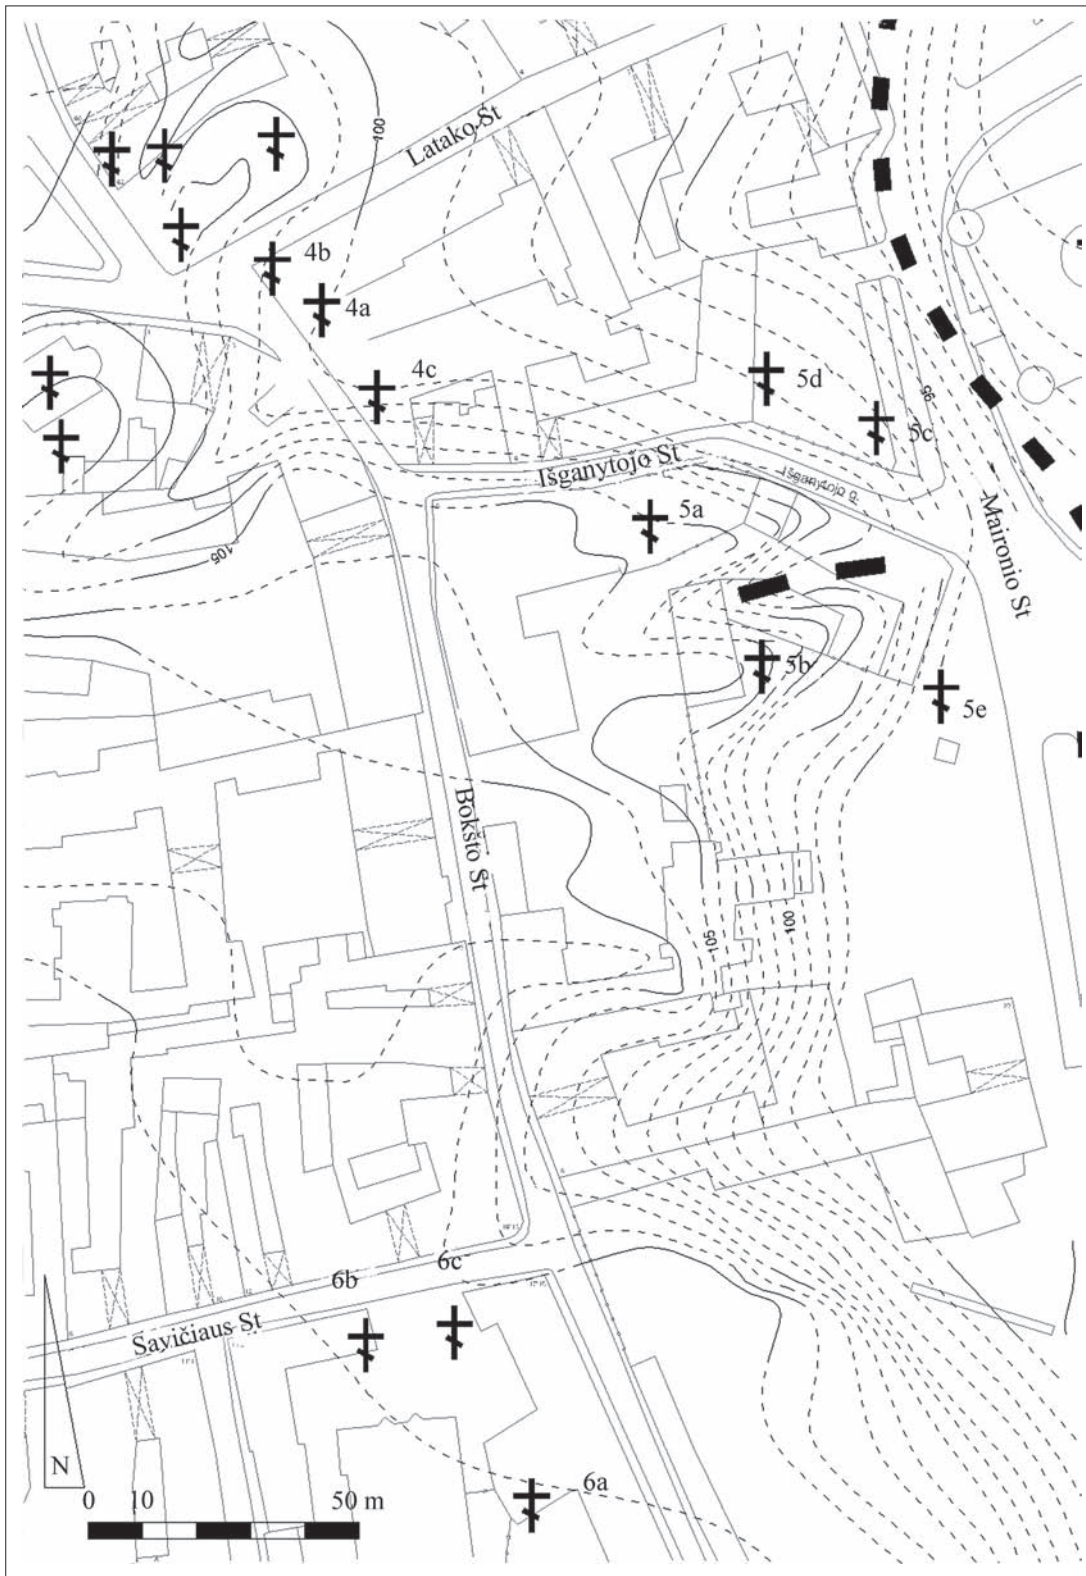 100
Latako St
4b
4a
4c
5d
5c
95
Išganytojo St
Išganytojo g.
5a
Maironio St
105
5b
5e
Bokšto St
105
100
6b
6c
Savičiaus St
6a
N
0 10 50 m